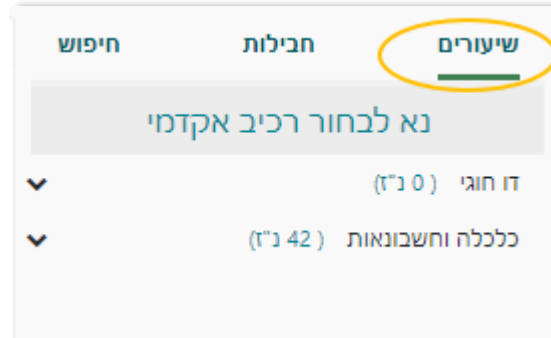 שיעורים חבילות חיפוש
נא לבחור רכיב אקדמי
דו חוגי ( 0 נ"ז)
כלכלה וחשבונאות ( 42 נ"ז)